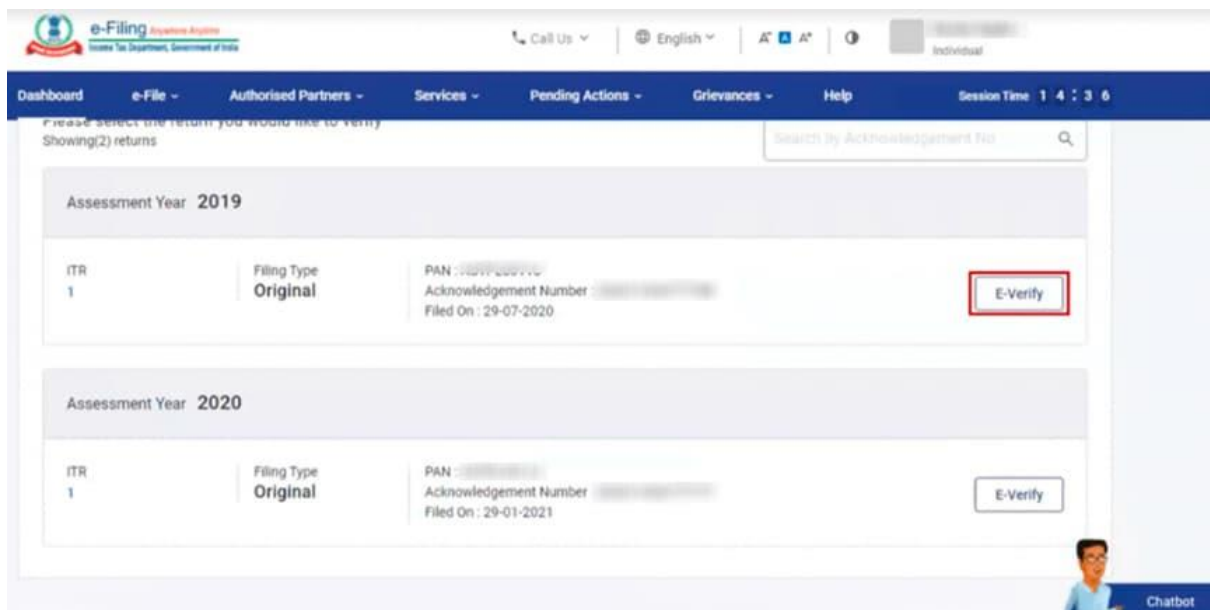 e-Filing Anywhere Anytime
Income Tax Department, Government of India
Call Us
English
A- A A+
Individual
Dashboard e-File Authorised Partners Services Pending Actions Grievances Help Session Time 1 4 : 3 6
Please select the return you would like to verify
Showing(2) returns
Search by Acknowledgement No
Assessment Year 2019
ITR
1
Filing Type
Original
PAN :
Acknowledgement Number :
Filed On : 29-07-2020
E-Verify
Assessment Year 2020
ITR
1
Filing Type
Original
PAN :
Acknowledgement Number
Filed On : 29-01-2021
E-Verify
Chatbot